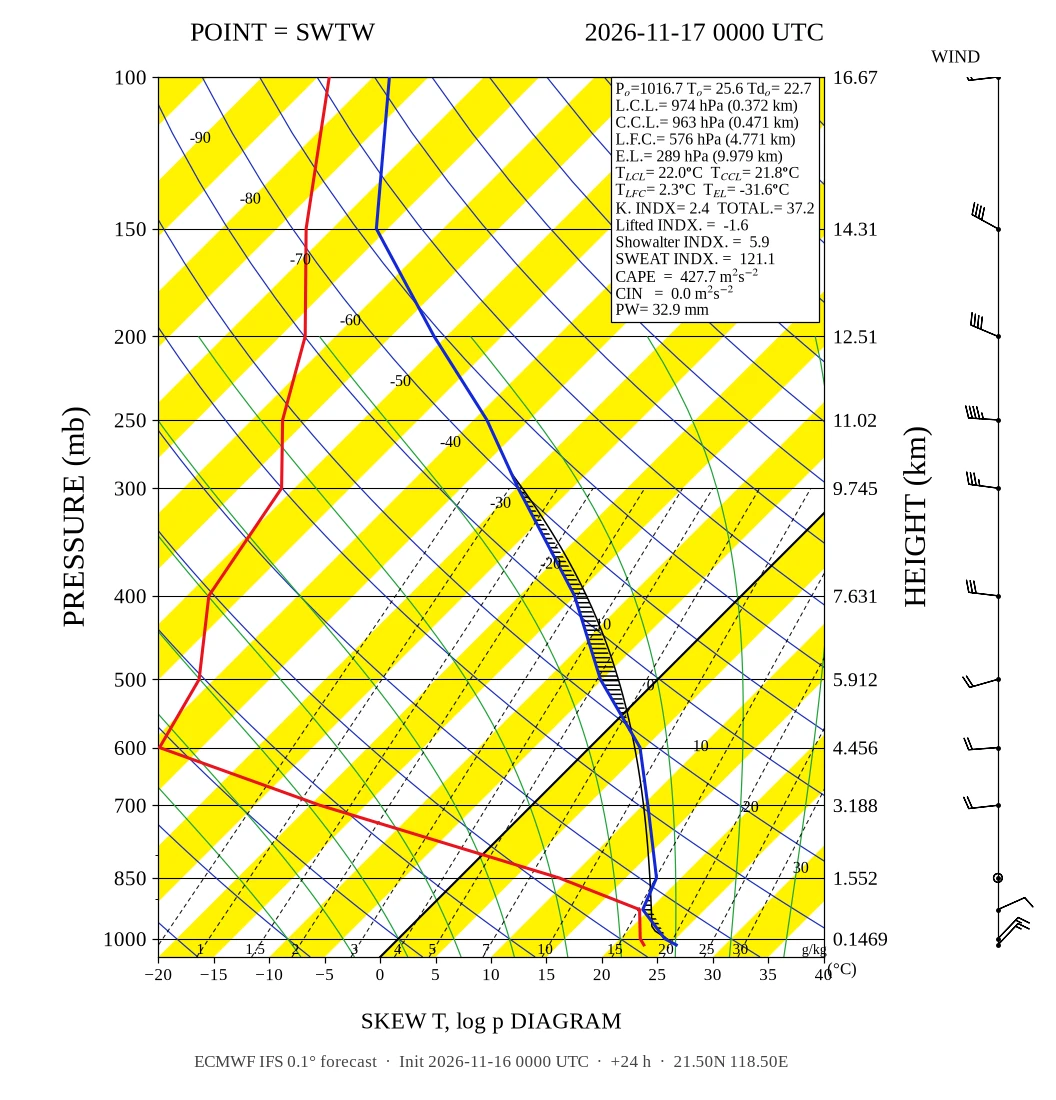 POINT = SWTW
2026-11-17 0000 UTC
WIND
100 16.67
P₀=1016.7 T₀= 25.6 Td₀= 22.7
L.C.L.= 974 hPa (0.372 km)
C.C.L.= 963 hPa (0.471 km)
L.F.C.= 576 hPa (4.771 km)
E.L.= 289 hPa (9.979 km)
T_LCL= 22.0°C T_CCL= 21.8°C
T_LFC= 2.3°C T_EL= -31.6°C
K. INDX= 2.4 TOTAL.= 37.2
Lifted INDX. = -1.6
Showalter INDX. = 5.9
SWEAT INDX. = 121.1
CAPE = 427.7 m²s⁻²
CIN = 0.0 m²s⁻²
PW= 32.9 mm
-90
-80
150 14.31
-70
-60
200 12.51
-50
250 11.02
-40
300 9.745
-30
-20
400 7.631
-10
500 5.912
0
600 4.456
10
700 3.188
20
850 1.552
30
1000 0.1469
PRESSURE (mb)
HEIGHT (km)
1 1.5 2 3 4 5 7 10 15 20 25 30 g/kg
−20 −15 −10 −5 0 5 10 15 20 25 30 35 40 (°C)
SKEW T, log p DIAGRAM
ECMWF IFS 0.1° forecast · Init 2026-11-16 0000 UTC · +24 h · 21.50N 118.50E